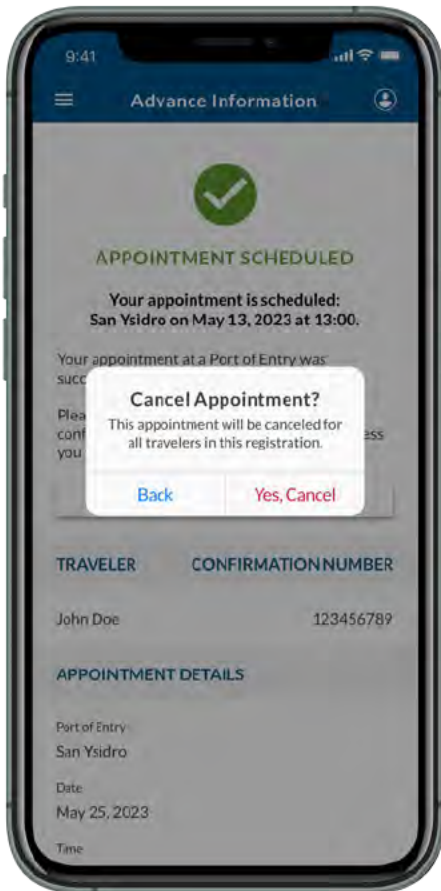 9:41
Advance Information
APPOINTMENT SCHEDULED
Your appointment is scheduled:
San Ysidro on May 13, 2023 at 13:00.
Your appointment at a Port of Entry was
Cancel Appointment?
This appointment will be canceled for
all travelers in this registration.
you
Back Yes, Cancel
TRAVELER CONFIRMATION NUMBER
John Doe 123456789
APPOINTMENT DETAILS
Port of Entry
San Ysidro
Date
May 25, 2023
Time